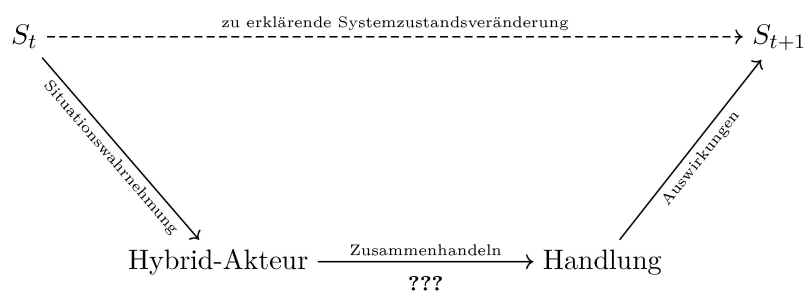 zu erklärende Systemzustandsveränderung
S_t
S_{t+1}
Situationswahrnehmung
Auswirkungen
Hybrid-Akteur
Zusammenhandeln
Handlung
???